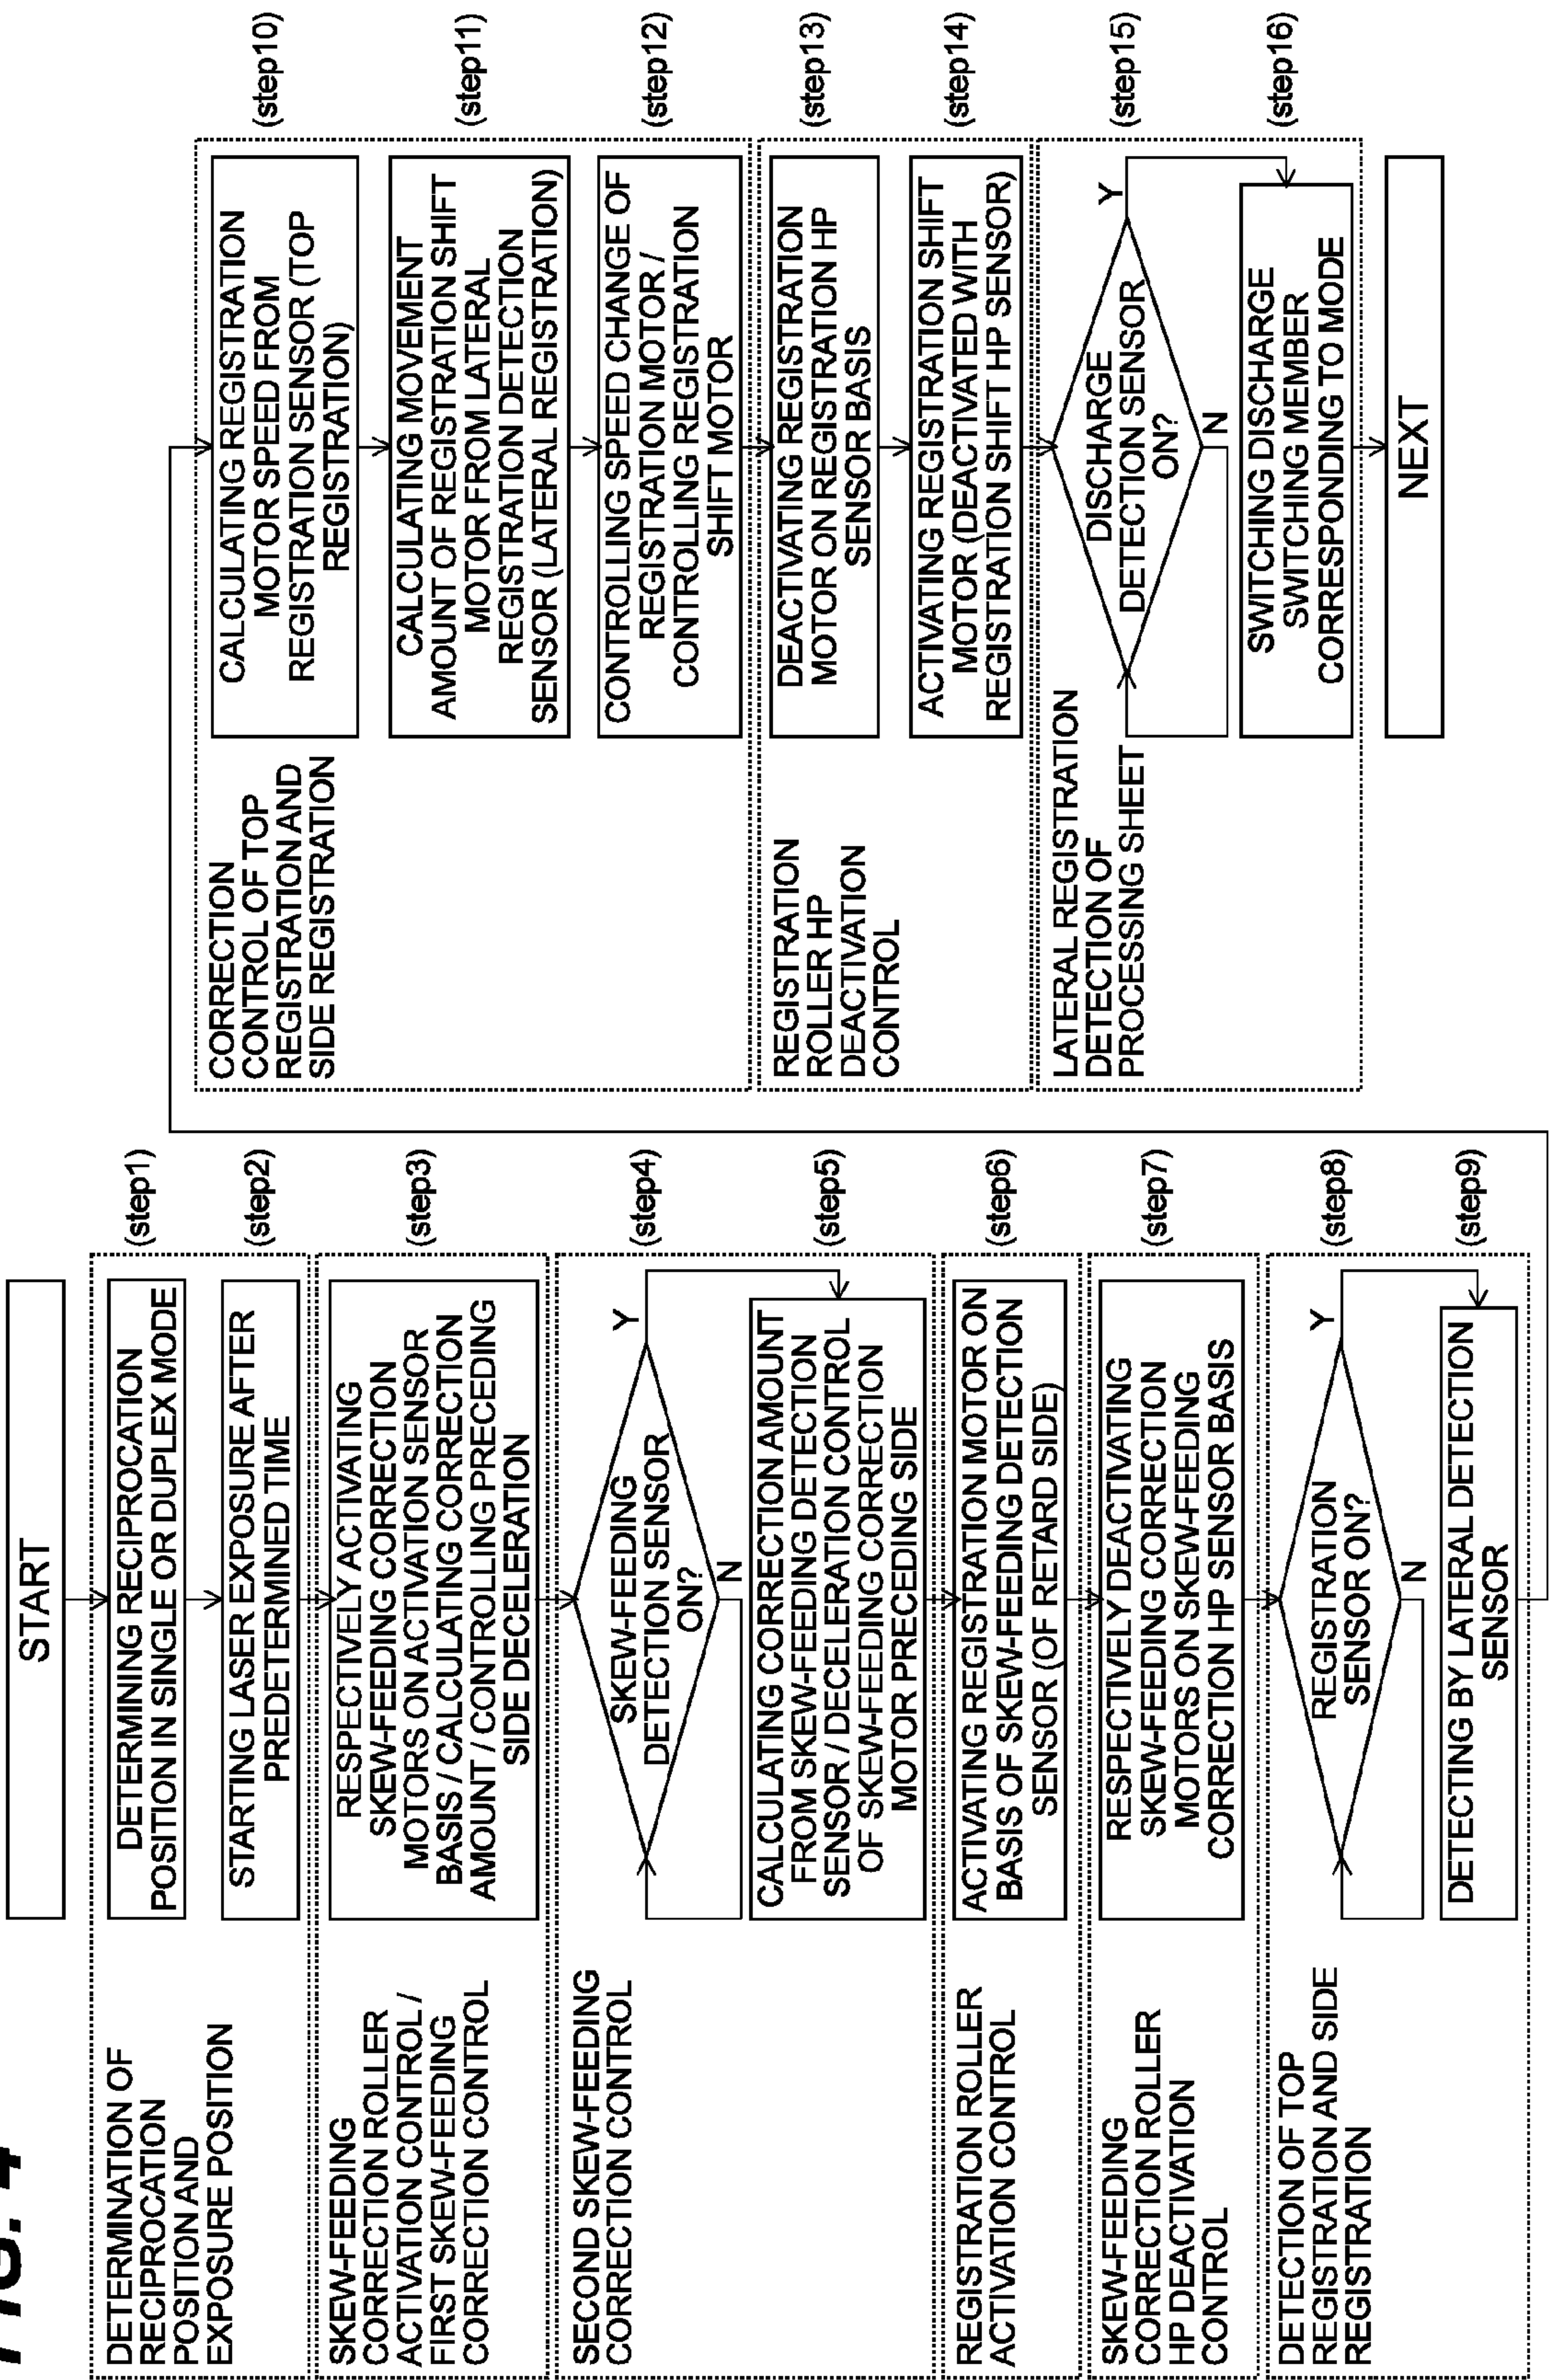 FIG. 4
START
DETERMINATION OF
RECIPROCATION
POSITION AND
EXPOSURE POSITION
DETERMINING RECIPROCATION
POSITION IN SINGLE OR DUPLEX MODE
(step1)
STARTING LASER EXPOSURE AFTER
PREDETERMINED TIME
(step2)
SKEW-FEEDING
CORRECTION ROLLER
ACTIVATION CONTROL /
FIRST SKEW-FEEDING
CORRECTION CONTROL
RESPECTIVELY ACTIVATING
SKEW-FEEDING CORRECTION
MOTORS ON ACTIVATION SENSOR
BASIS / CALCULATING CORRECTION
AMOUNT / CONTROLLING PRECEDING
SIDE DECELERATION
(step3)
SECOND SKEW-FEEDING
CORRECTION CONTROL
SKEW-FEEDING
DETECTION SENSOR
ON?
Y
N
(step4)
CALCULATING CORRECTION AMOUNT
FROM SKEW-FEEDING DETECTION
SENSOR / DECELERATION CONTROL
OF SKEW-FEEDING CORRECTION
MOTOR PRECEDING SIDE
(step5)
REGISTRATION ROLLER
ACTIVATION CONTROL
ACTIVATING REGISTRATION MOTOR ON
BASIS OF SKEW-FEEDING DETECTION
SENSOR (OF RETARD SIDE)
(step6)
SKEW-FEEDING
CORRECTION ROLLER
HP DEACTIVATION
CONTROL
RESPECTIVELY DEACTIVATING
SKEW-FEEDING CORRECTION
MOTORS ON SKEW-FEEDING
CORRECTION HP SENSOR BASIS
(step7)
DETECTION OF TOP
REGISTRATION AND SIDE
REGISTRATION
REGISTRATION
SENSOR ON?
Y
N
(step8)
DETECTING BY LATERAL DETECTION
SENSOR
(step9)
CORRECTION
CONTROL OF TOP
REGISTRATION AND
SIDE REGISTRATION
CALCULATING REGISTRATION
MOTOR SPEED FROM
REGISTRATION SENSOR (TOP
REGISTRATION)
(step10)
CALCULATING MOVEMENT
AMOUNT OF REGISTRATION SHIFT
MOTOR FROM LATERAL
REGISTRATION DETECTION
SENSOR (LATERAL REGISTRATION)
(step11)
CONTROLLING SPEED CHANGE OF
REGISTRATION MOTOR /
CONTROLLING REGISTRATION
SHIFT MOTOR
(step12)
REGISTRATION
ROLLER HP
DEACTIVATION
CONTROL
DEACTIVATING REGISTRATION
MOTOR ON REGISTRATION HP
SENSOR BASIS
(step13)
ACTIVATING REGISTRATION SHIFT
MOTOR (DEACTIVATED WITH
REGISTRATION SHIFT HP SENSOR)
(step14)
LATERAL REGISTRATION
DETECTION OF
PROCESSING SHEET
DISCHARGE
DETECTION SENSOR
ON?
Y
N
(step15)
SWITCHING DISCHARGE
SWITCHING MEMBER
CORRESPONDING TO MODE
(step16)
NEXT